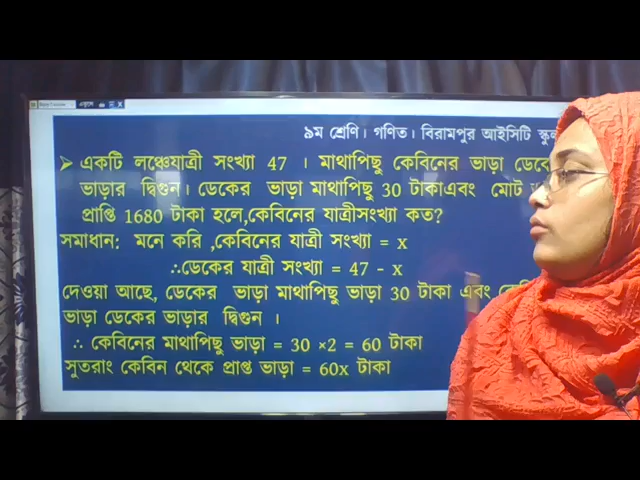 ৯ম শ্রেণি। গণিত। বিরামপুর আইসিটি স্কুল
➤ একটি লঞ্চেযাত্রী সংখ্যা 47 । মাথাপিছু কেবিনের ভাড়া ডেকের
ভাড়ার দ্বিগুন। ডেকের ভাড়া মাথাপিছু 30 টাকাএবং মোট
প্রাপ্তি 1680 টাকা হলে,কেবিনের যাত্রীসংখ্যা কত?
সমাধান: মনে করি ,কেবিনের যাত্রী সংখ্যা = x
∴ডেকের যাত্রী সংখ্যা = 47 - x
দেওয়া আছে, ডেকের ভাড়া মাথাপিছু ভাড়া 30 টাকা এবং
ভাড়া ডেকের ভাড়ার দ্বিগুন ।
∴ কেবিনের মাথাপিছু ভাড়া = 30 ×2 = 60 টাকা
সুতরাং কেবিন থেকে প্রাপ্ত ভাড়া = 60x টাকা